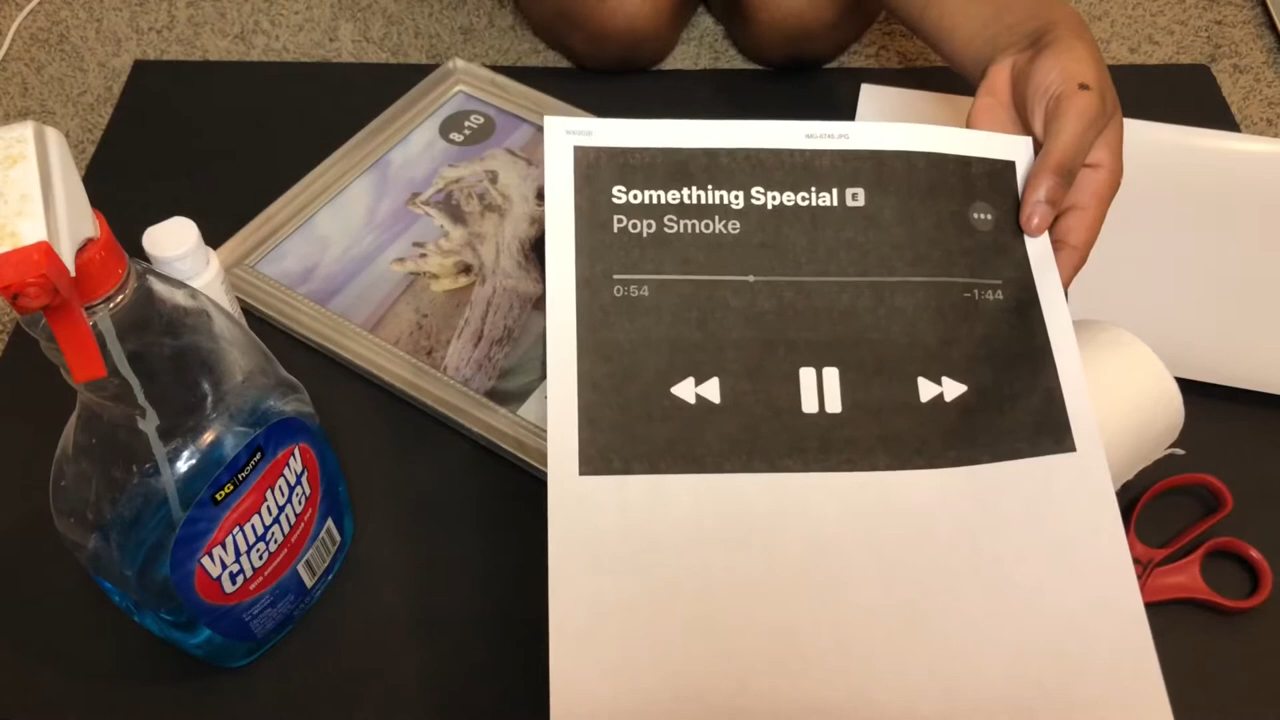 8x10
IMG-6745.JPG
Something Special E
Pop Smoke
0:54
-1:44
DG home
Window
Cleaner